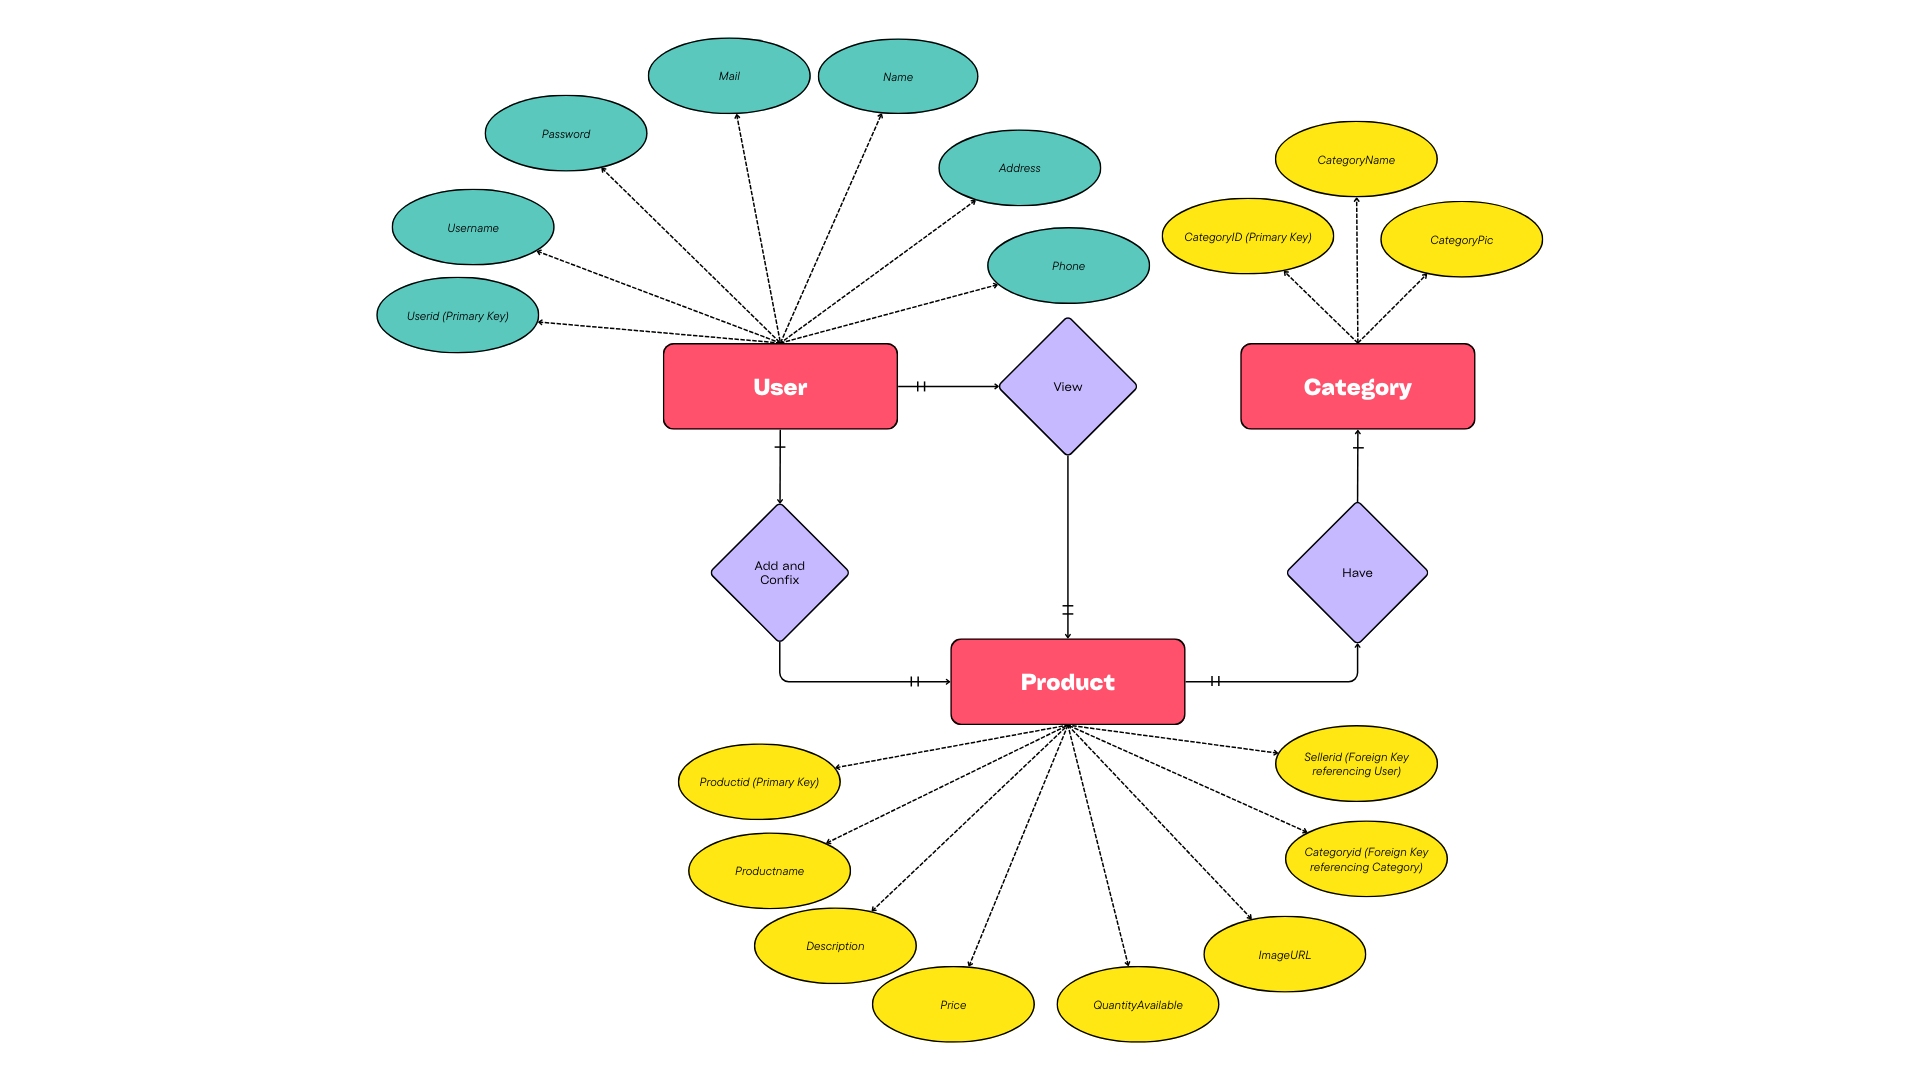 Mail
Name
Password
CategoryName
Address
Username
CategoryID (Primary Key)
CategoryPic
Phone
Userid (Primary Key)
User
View
Category
Add and
Confix
Have
Product
Sellerid (Foreign Key
referencing User)
Productid (Primary Key)
Categoryid (Foreign Key
referencing Category)
Productname
Description
ImageURL
Price
QuantityAvailable